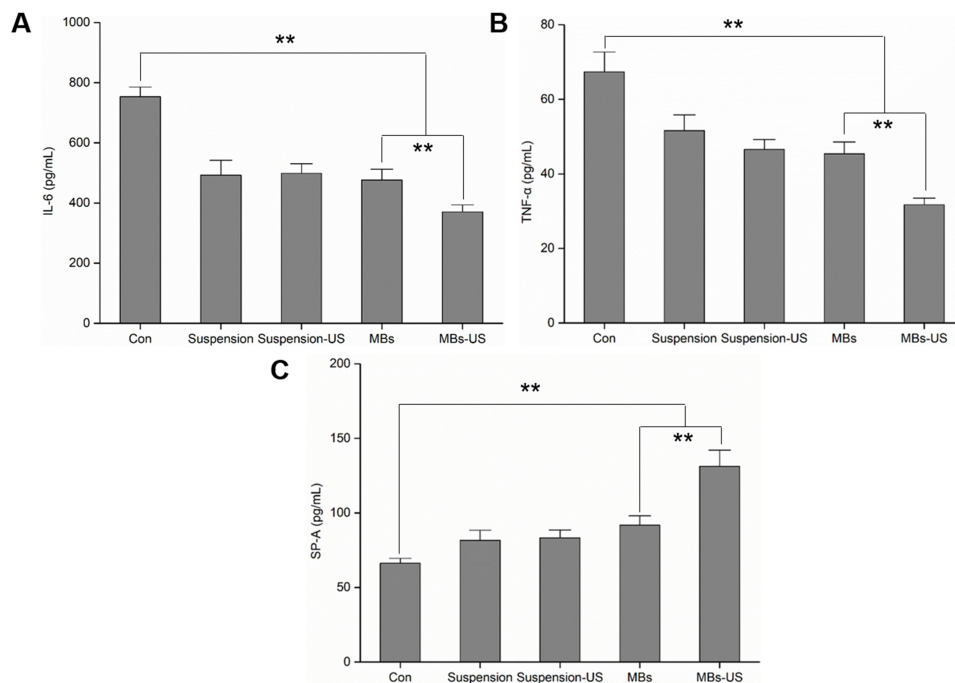 A
IL-6 (pg/mL)
1000
800
600
400
200
0
**
**
Con Suspension Suspension-US MBs MBs-US
B
TNF-α (pg/mL)
80
60
40
20
0
**
**
Con Suspension Suspension-US MBs MBs-US
C
SP-A (pg/mL)
200
150
100
50
0
**
**
Con Suspension Suspension-US MBs MBs-US